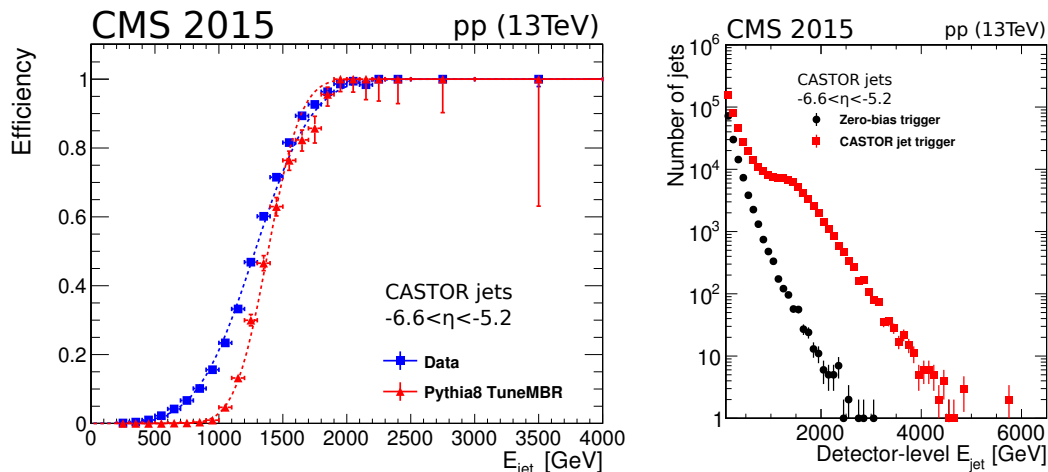 CMS 2015 pp (13TeV)
Efficiency
1
0.8
0.6
0.4
0.2
0
CASTOR jets
-6.6<η<-5.2
Data
Pythia8 TuneMBR
0 500 1000 1500 2000 2500 3000 3500 4000
E_jet [GeV]
CMS 2015 pp (13TeV)
Number of jets
10^6
10^5
10^4
10^3
10^2
10
1
CASTOR jets
-6.6<η<-5.2
Zero-bias trigger
CASTOR jet trigger
2000 4000 6000
Detector-level E_jet [GeV]